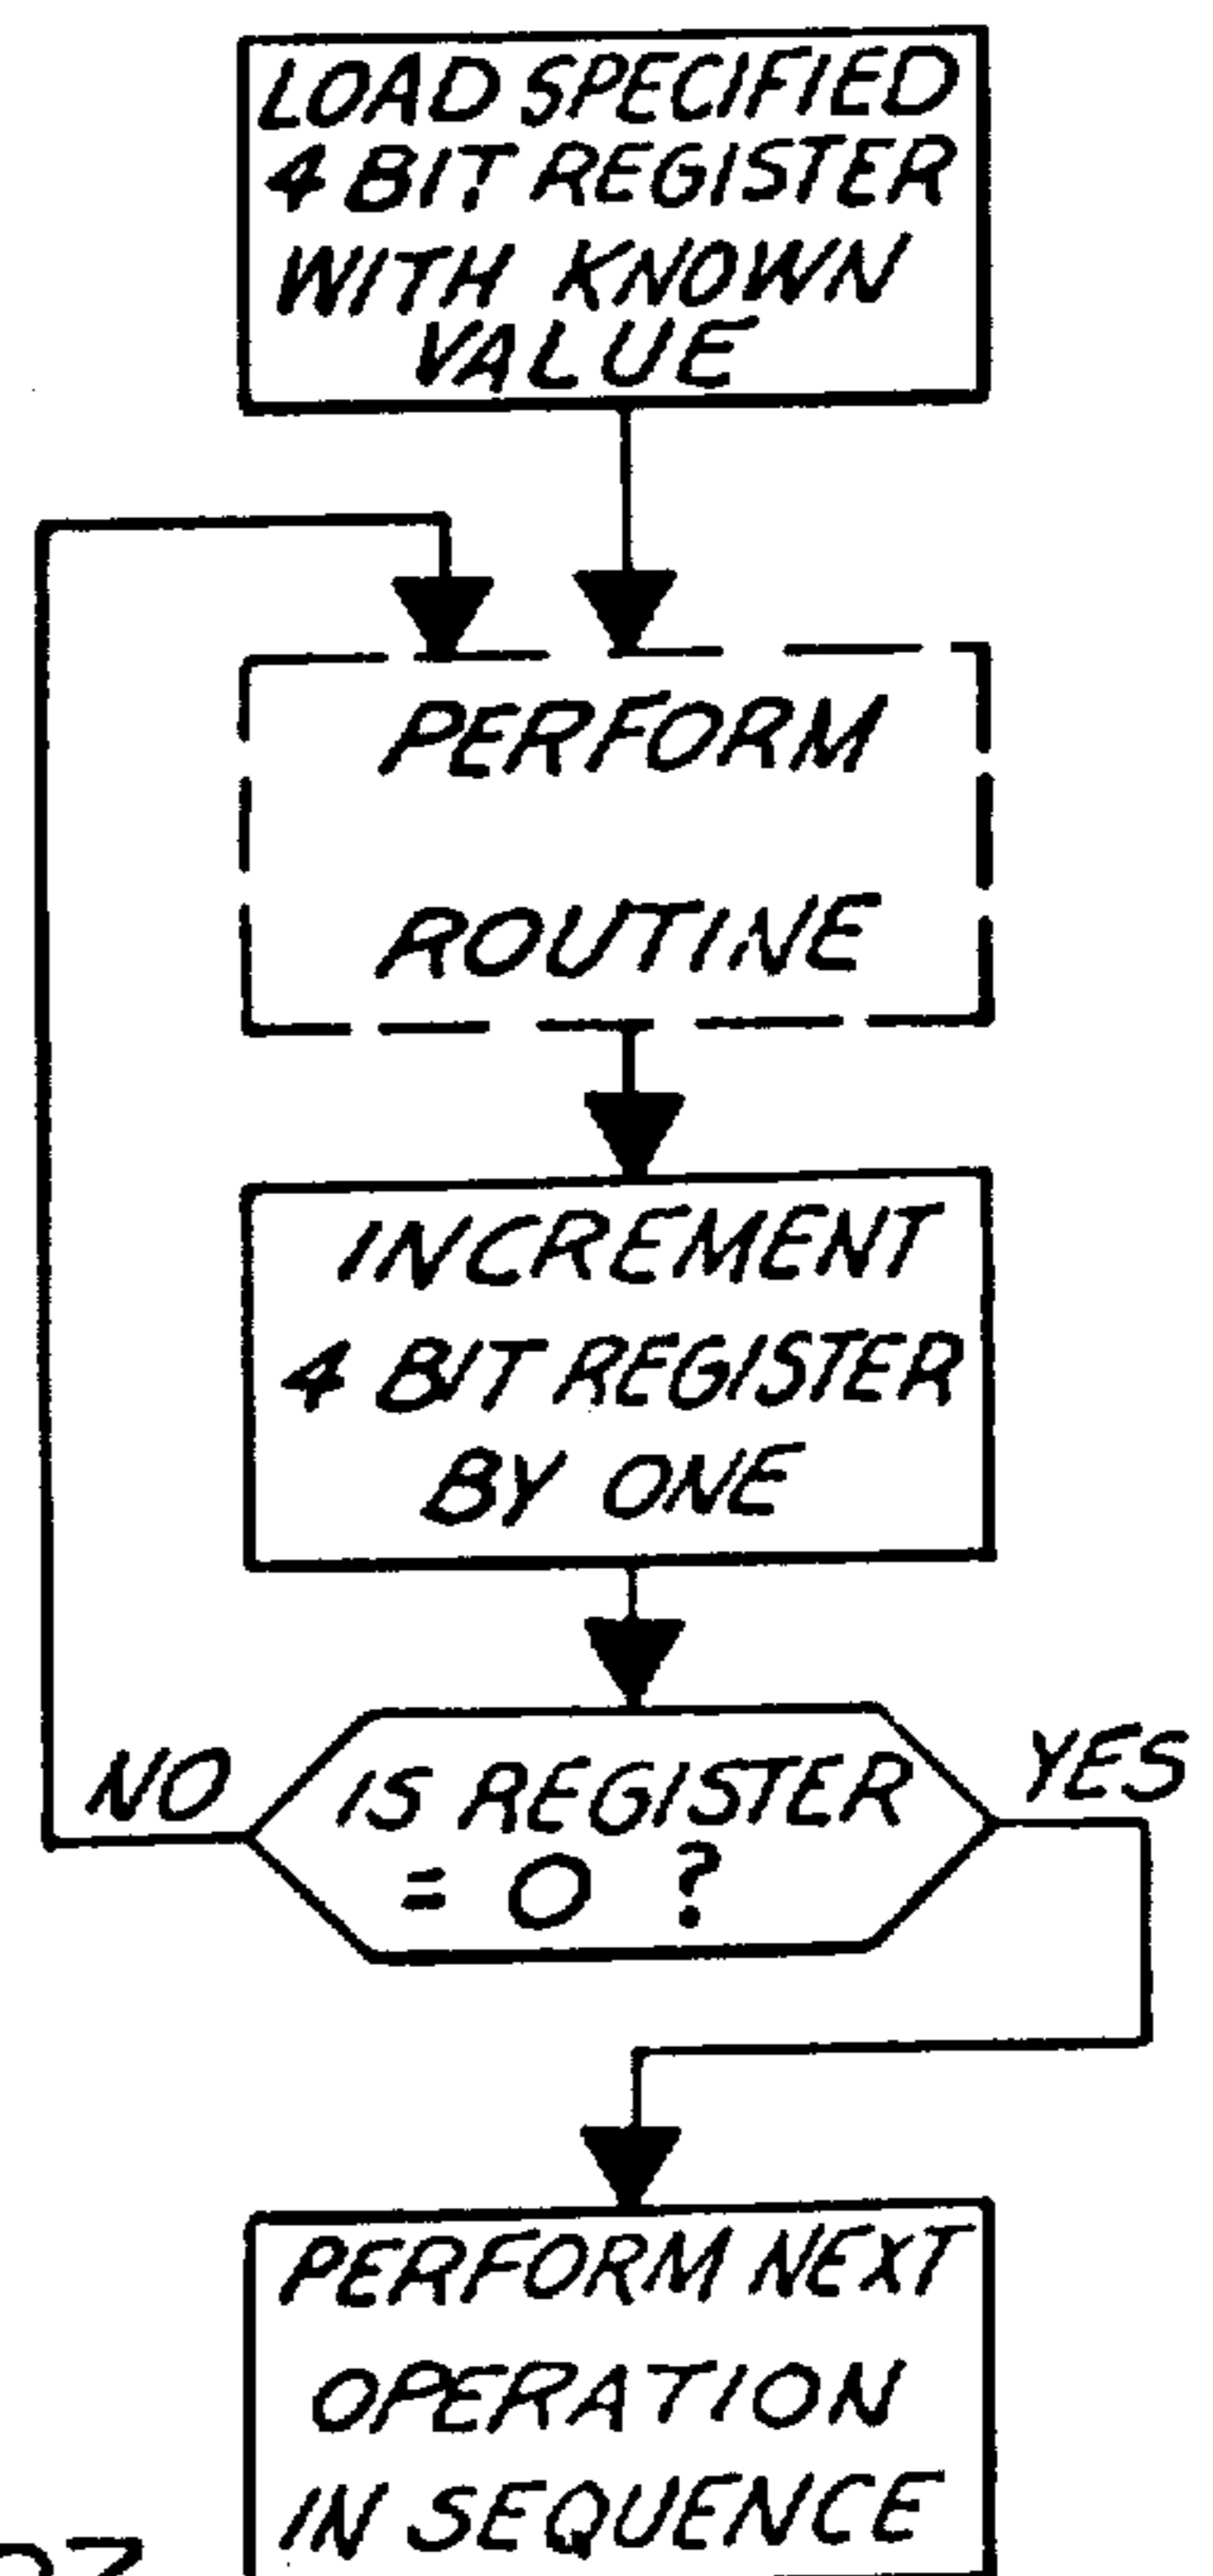 LOAD SPECIFIED
4 BIT REGISTER
WITH KNOWN
VALUE
PERFORM
ROUTINE
INCREMENT
4 BIT REGISTER
BY ONE
NO
IS REGISTER
= 0 ?
YES
PERFORM NEXT
OPERATION
IN SEQUENCE